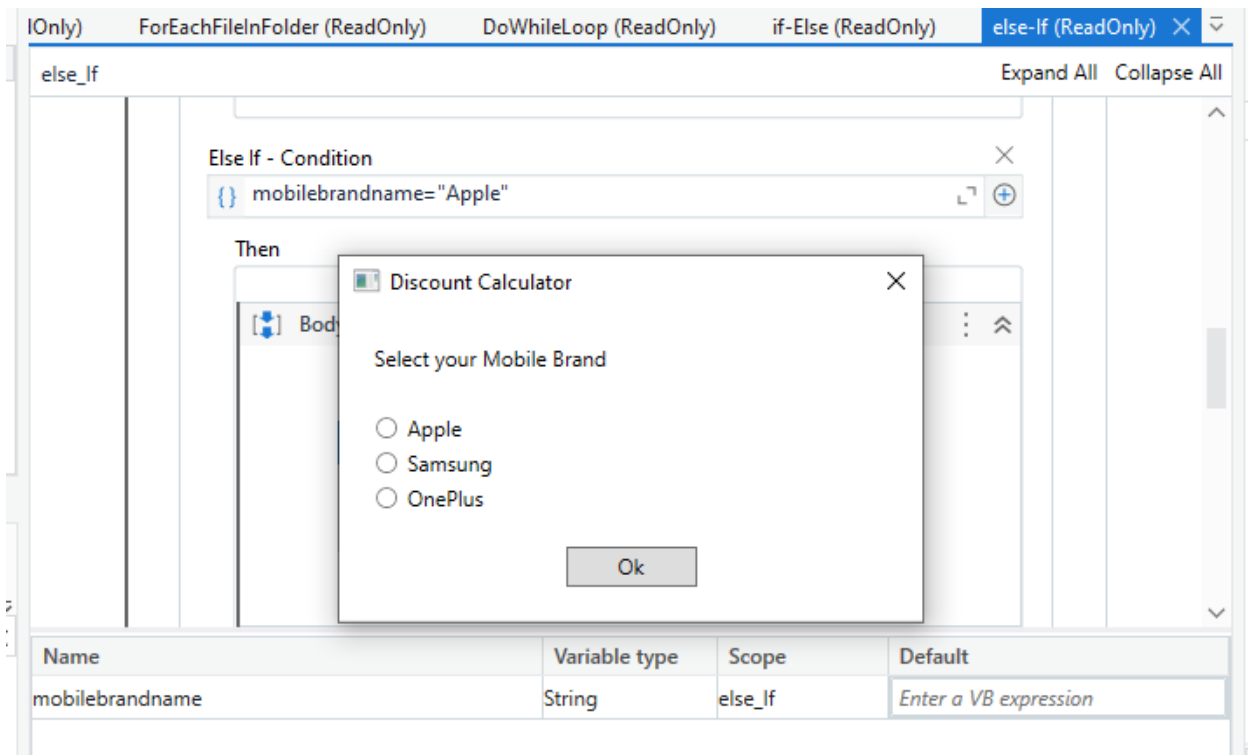 lOnly) ForEachFileInFolder (ReadOnly) DoWhileLoop (ReadOnly) if-Else (ReadOnly) else-If (ReadOnly)
else_If Expand All Collapse All
Else If - Condition
{} mobilebrandname="Apple"
Then
Discount Calculator
Body
Select your Mobile Brand
Apple
Samsung
OnePlus
Ok
Name Variable type Scope Default
mobilebrandname String else_If Enter a VB expression